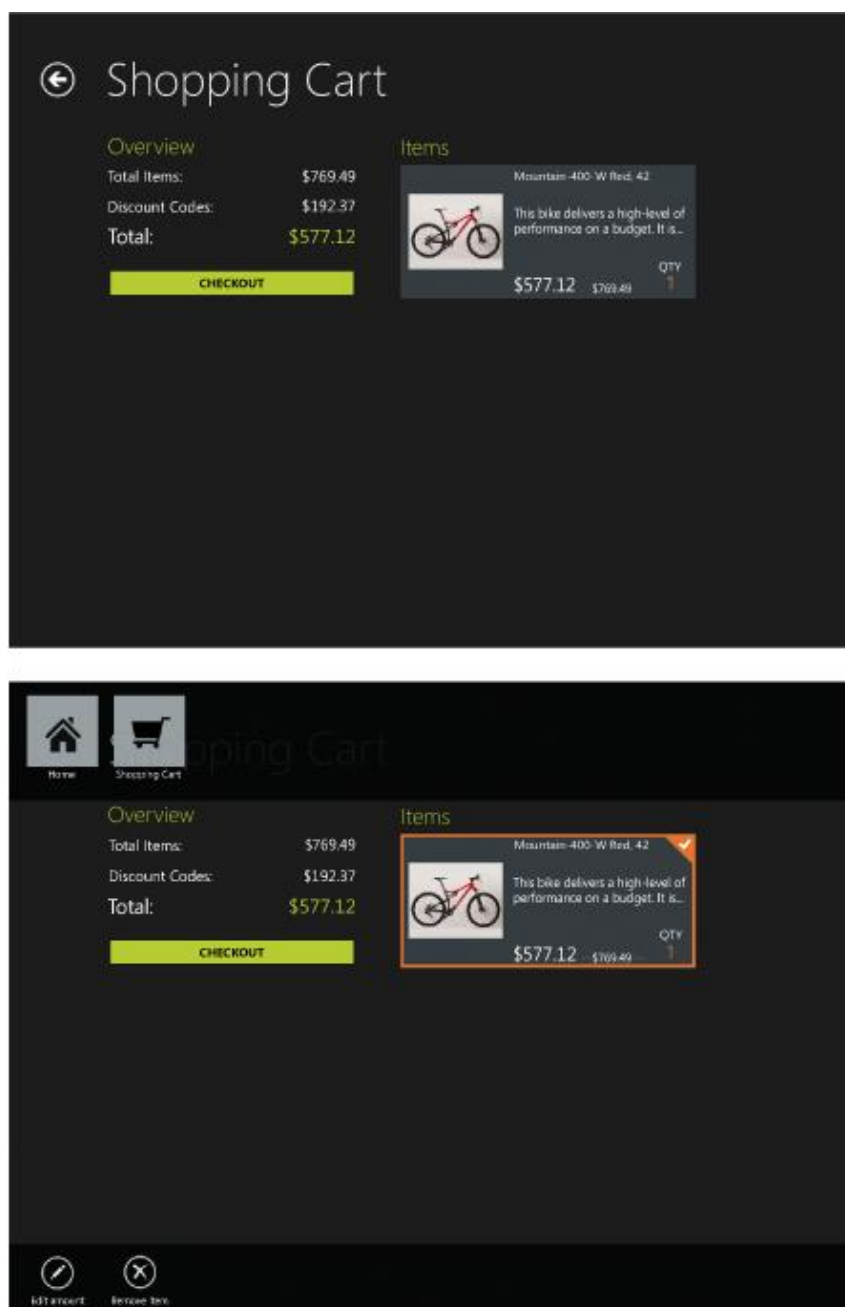 Shopping Cart
Overview
Total Items: $769.49
Discount Codes: $192.37
Total: $577.12
CHECKOUT
Items
Mountain-400-W Red, 42
This bike delivers a high-level of
performance on a budget. It is...
QTY
$577.12 $769.49 1
Home
Shopping Cart
Shopping Cart
Overview
Total Items: $769.49
Discount Codes: $192.37
Total: $577.12
CHECKOUT
Items
Mountain-400-W Red, 42
This bike delivers a high-level of
performance on a budget. It is...
QTY
$577.12 $769.49 1
Edit amount
Remove Item